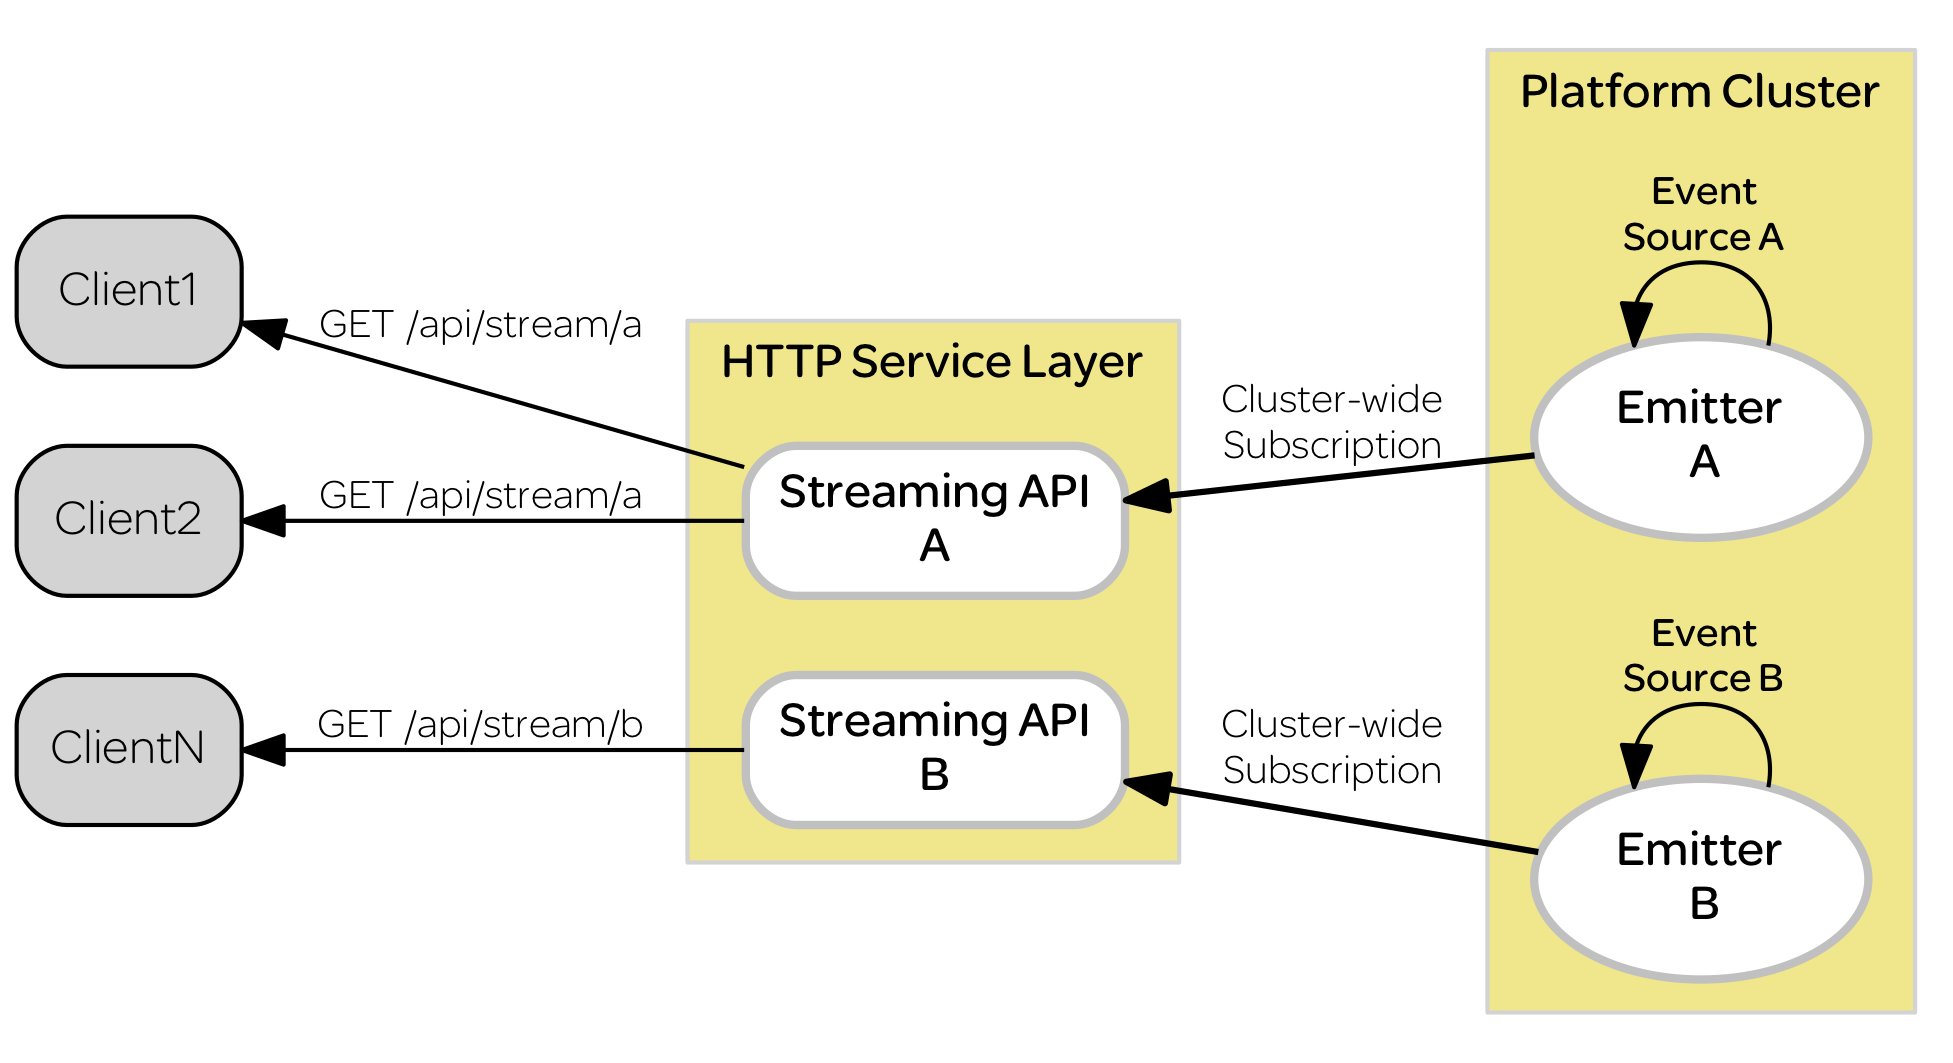 Platform Cluster
Event
Source A
Client1
GET /api/stream/a
HTTP Service Layer
Cluster-wide
Subscription
Emitter
A
Client2
GET /api/stream/a
Streaming API
A
Event
Source B
ClientN
GET /api/stream/b
Streaming API
B
Cluster-wide
Subscription
Emitter
B